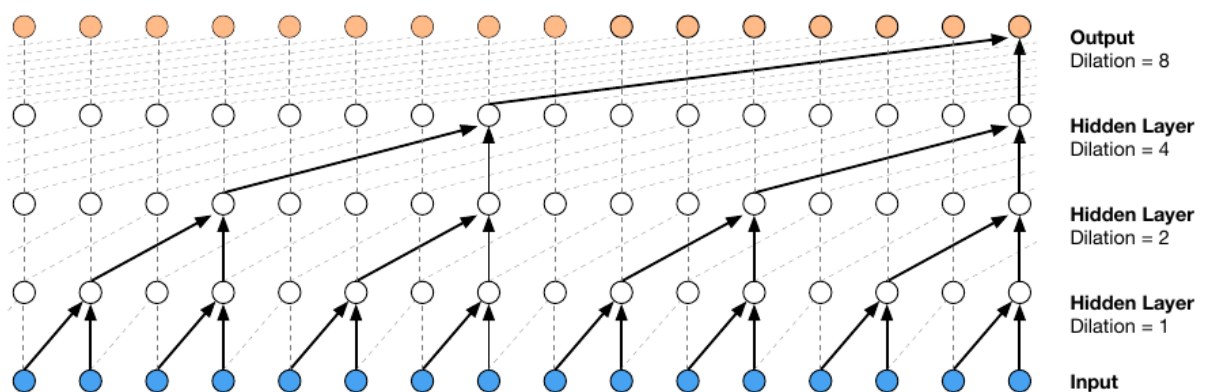 Output
Dilation = 8
Hidden Layer
Dilation = 4
Hidden Layer
Dilation = 2
Hidden Layer
Dilation = 1
Input